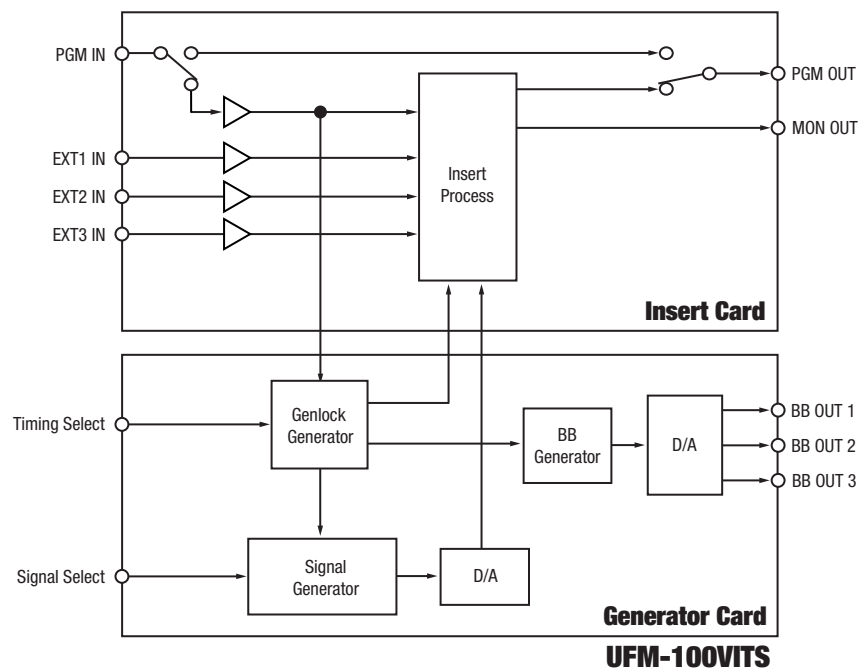 PGM IN
PGM OUT
MON OUT
EXT1 IN
EXT2 IN
EXT3 IN
Insert
Process
Insert Card
Timing Select
Genlock
Generator
BB
Generator
D/A
BB OUT 1
BB OUT 2
BB OUT 3
Signal Select
Signal
Generator
D/A
Generator Card
UFM-100VITS